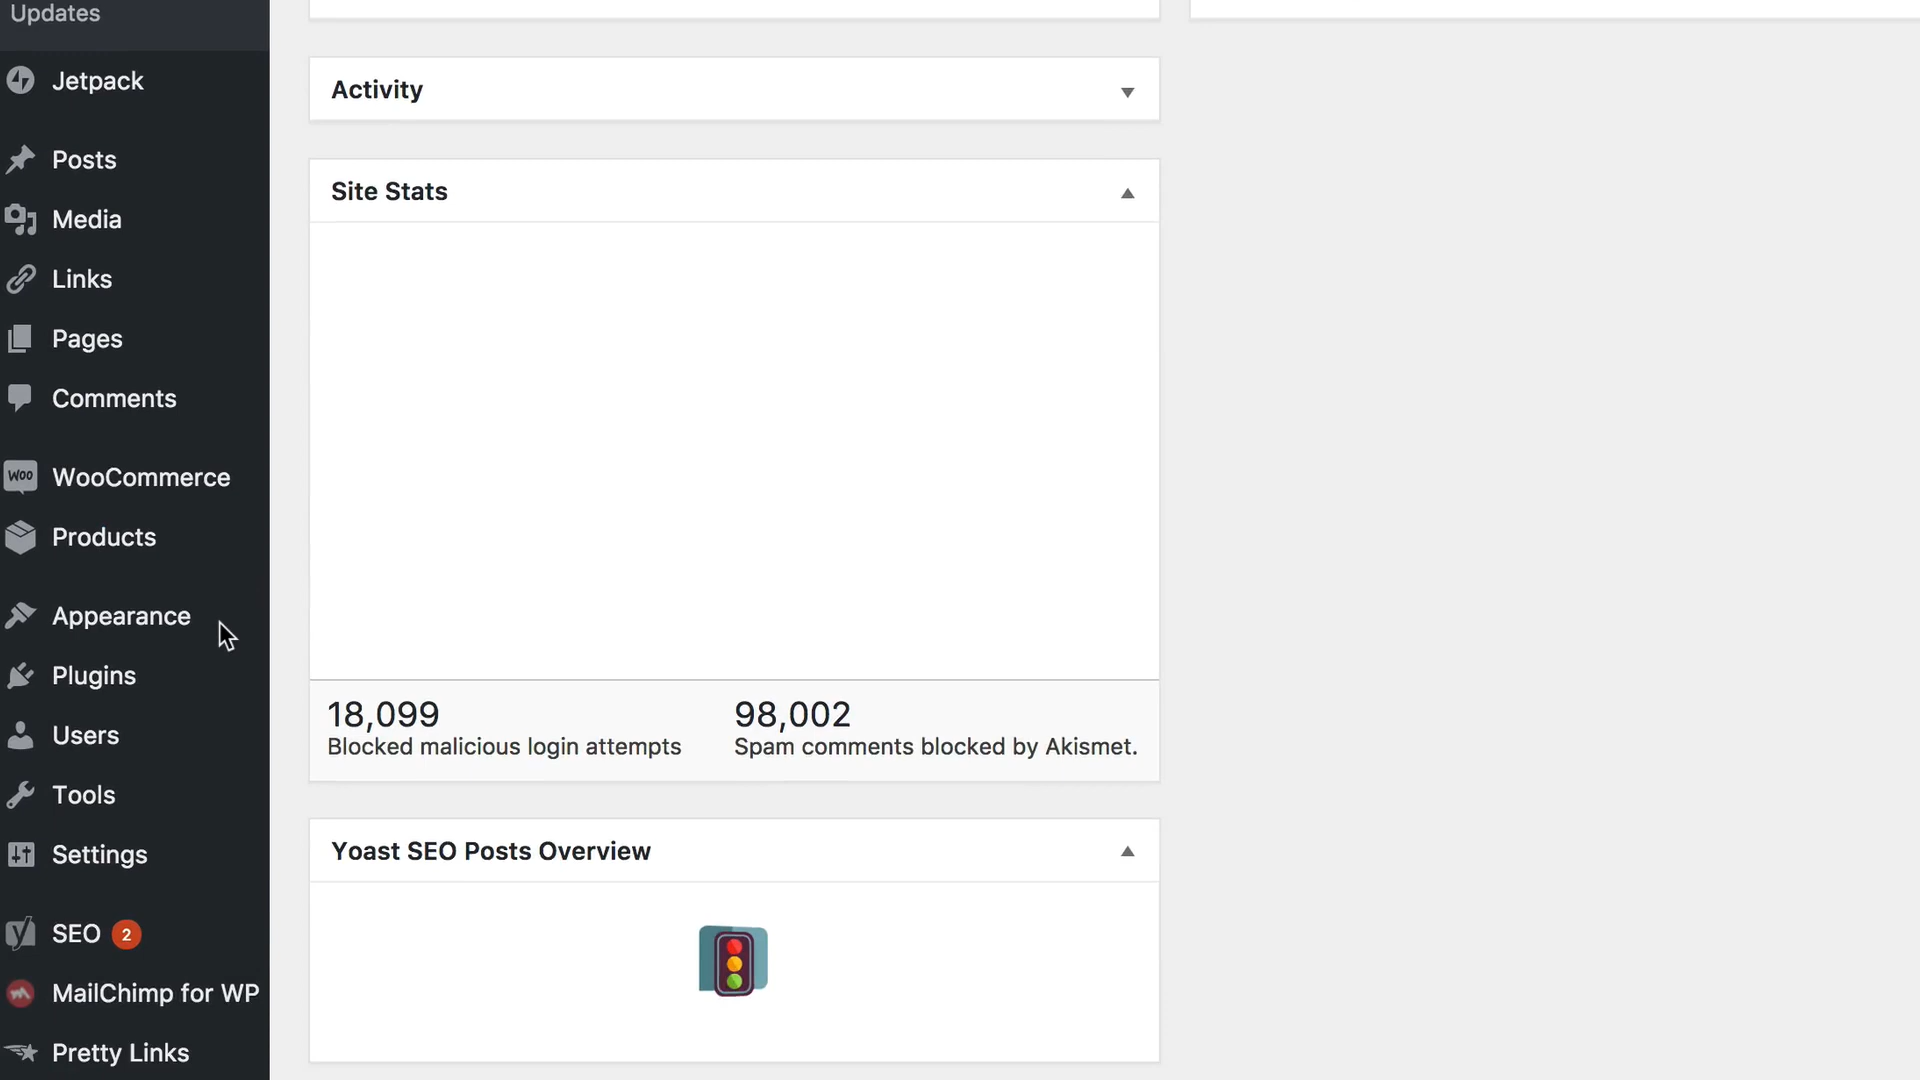 Updates
Jetpack
Posts
Media
Links
Pages
Comments
Woo WooCommerce
Products
Appearance
Plugins
Users
Tools
Settings
SEO 2
MailChimp for WP
Pretty Links
Activity
Site Stats
18,099
Blocked malicious login attempts
98,002
Spam comments blocked by Akismet.
Yoast SEO Posts Overview